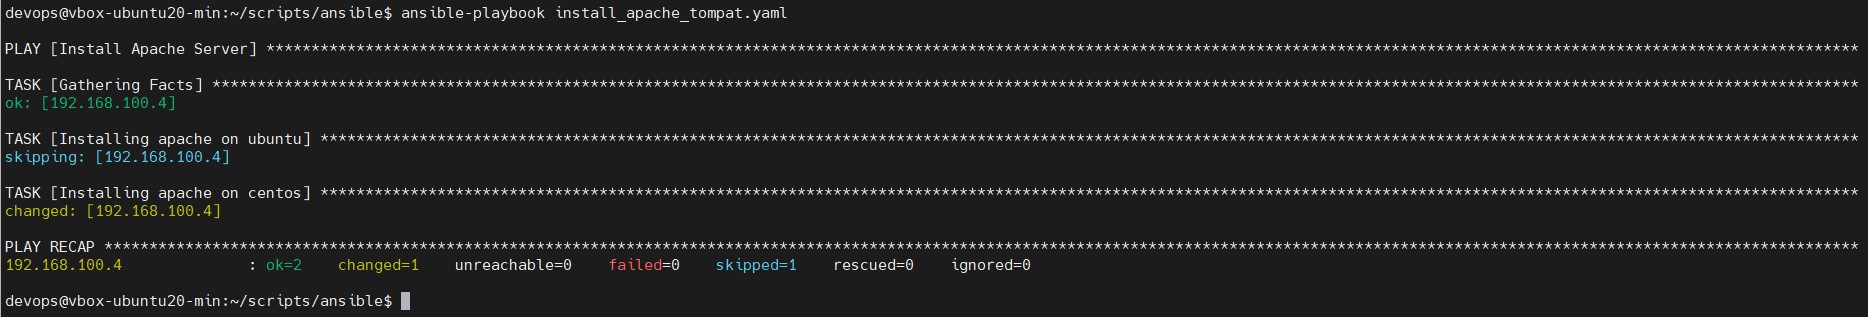 devops@vbox-ubuntu20-min:~/scripts/ansible$ ansible-playbook install_apache_tompat.yaml
PLAY [Install Apache Server] ****************************************************************************************************************************************************************************
TASK [Gathering Facts] **********************************************************************************************************************************************************************************
ok: [192.168.100.4]
TASK [Installing apache on ubuntu] **********************************************************************************************************************************************************************
skipping: [192.168.100.4]
TASK [Installing apache on centos] **********************************************************************************************************************************************************************
changed: [192.168.100.4]
PLAY RECAP **********************************************************************************************************************************************************************************************
192.168.100.4              : ok=2    changed=1    unreachable=0    failed=0    skipped=1    rescued=0    ignored=0
devops@vbox-ubuntu20-min:~/scripts/ansible$